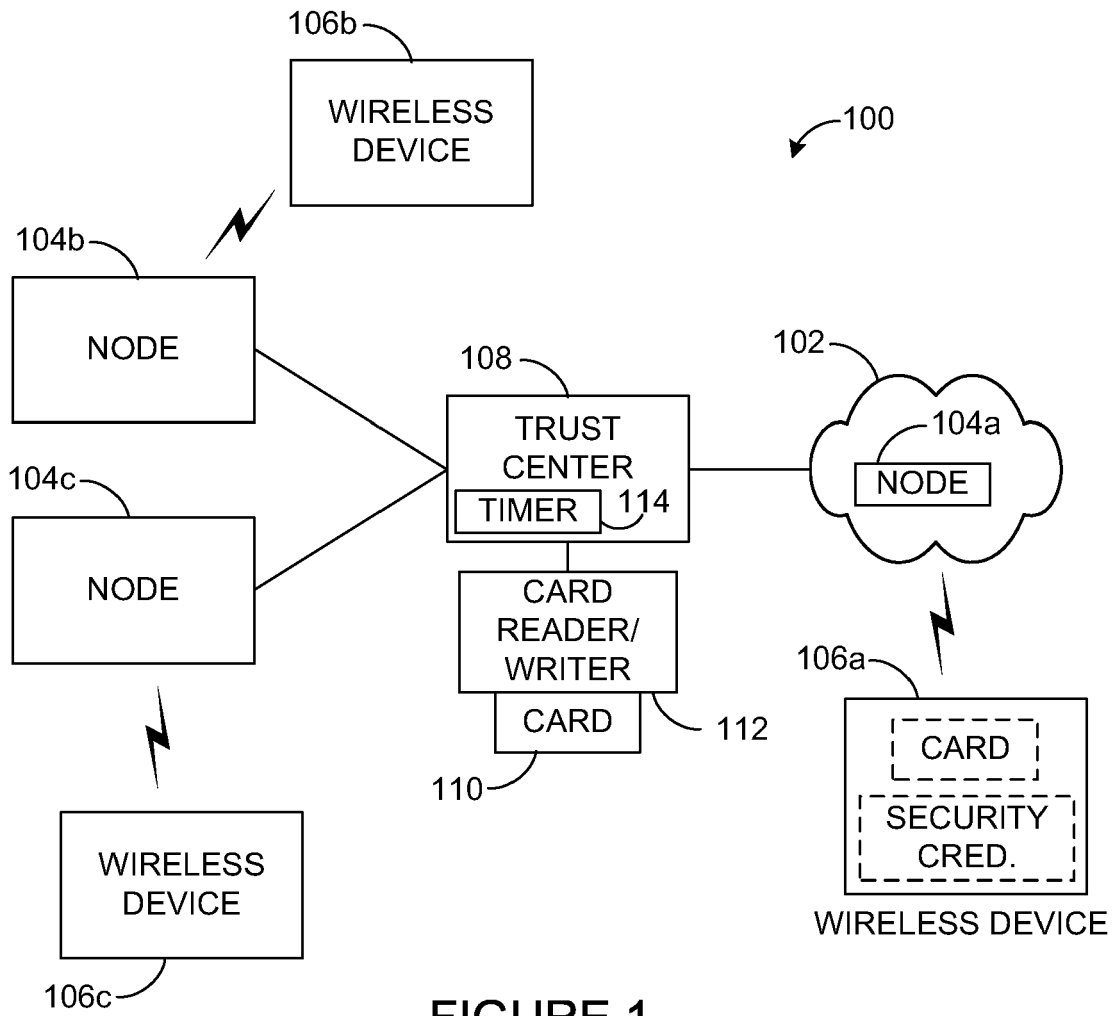 106b
WIRELESS
DEVICE
100
104b
NODE
102
108
104a
TRUST
CENTER
NODE
104c
TIMER
114
NODE
CARD
READER/
WRITER
106a
CARD
112
CARD
110
SECURITY
CRED.
WIRELESS
DEVICE
WIRELESS DEVICE
106c
FIGURE 1